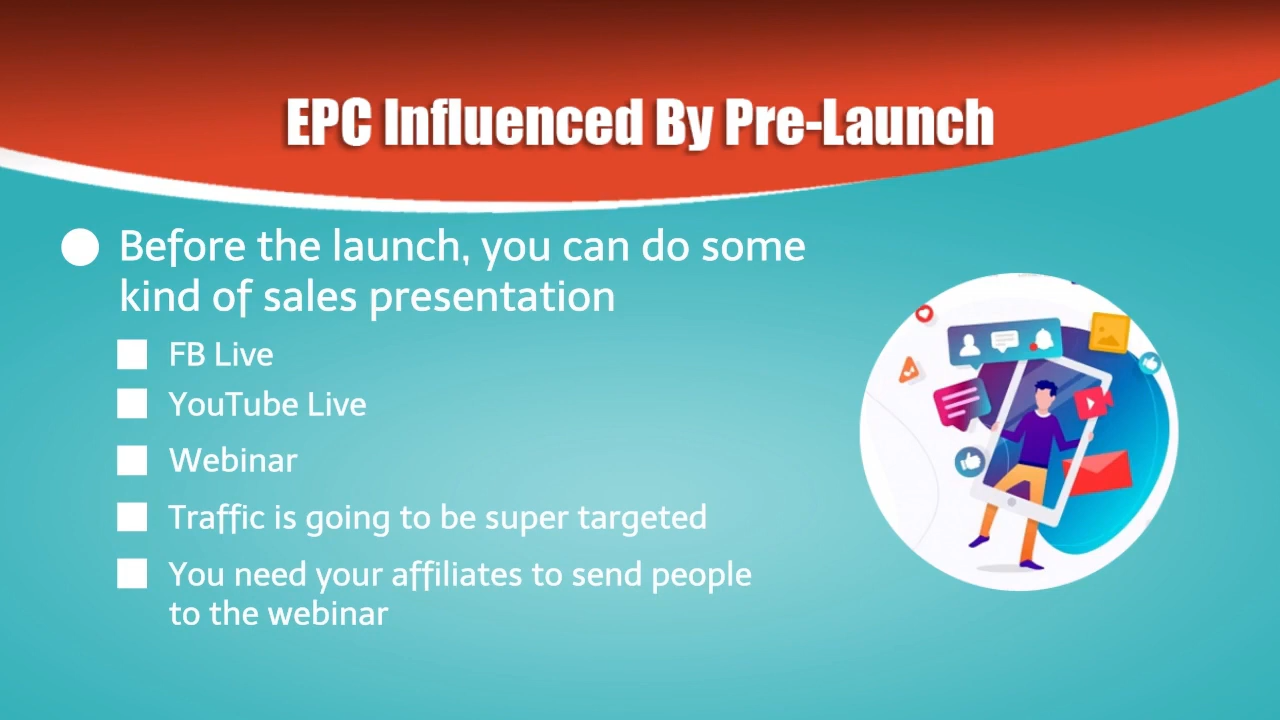 EPC Influenced By Pre-Launch
Before the launch, you can do some
kind of sales presentation
FB Live
YouTube Live
Webinar
Traffic is going to be super targeted
You need your affiliates to send people
to the webinar